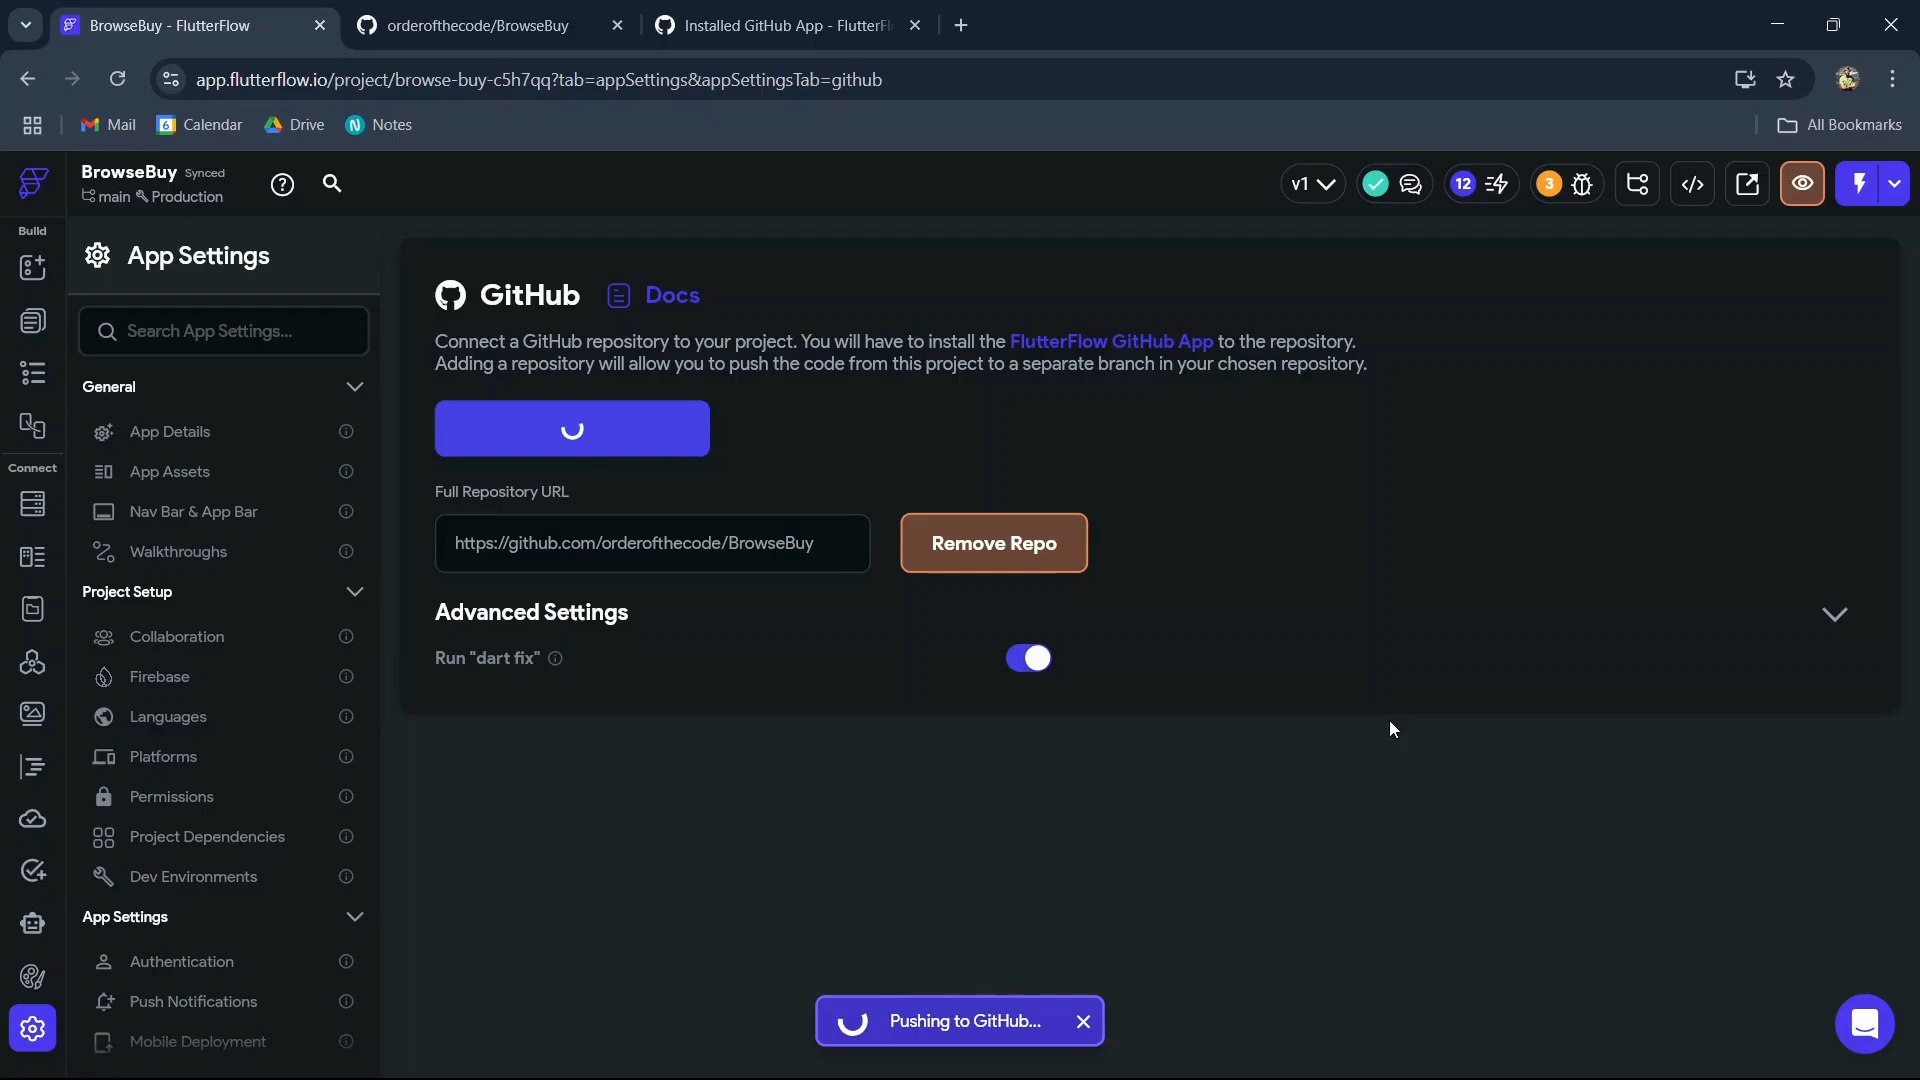 BrowseBuy - FlutterFlow
orderofthecode/BrowseBuy
Installed GitHub App - FlutterFl
app.flutterflow.io/project/browse-buy-c5h7qq?tab=appSettings&appSettingsTab=github
Mail
6
Calendar
Drive
N
Notes
All Bookmarks
BrowseBuy Synced
main Production
v1
12
3
Build
Connect
App Settings
Search App Settings...
General
App Details
App Assets
Nav Bar & App Bar
Walkthroughs
Project Setup
Collaboration
Firebase
Languages
Platforms
Permissions
Project Dependencies
Dev Environments
App Settings
Authentication
Push Notifications
Mobile Deployment
GitHub Docs
Connect a GitHub repository to your project. You will have to install the FlutterFlow GitHub App to the repository.
Adding a repository will allow you to push the code from this project to a separate branch in your chosen repository.
Full Repository URL
https://github.com/orderofthecode/BrowseBuy
Remove Repo
Advanced Settings
Run "dart fix"
Pushing to GitHub...